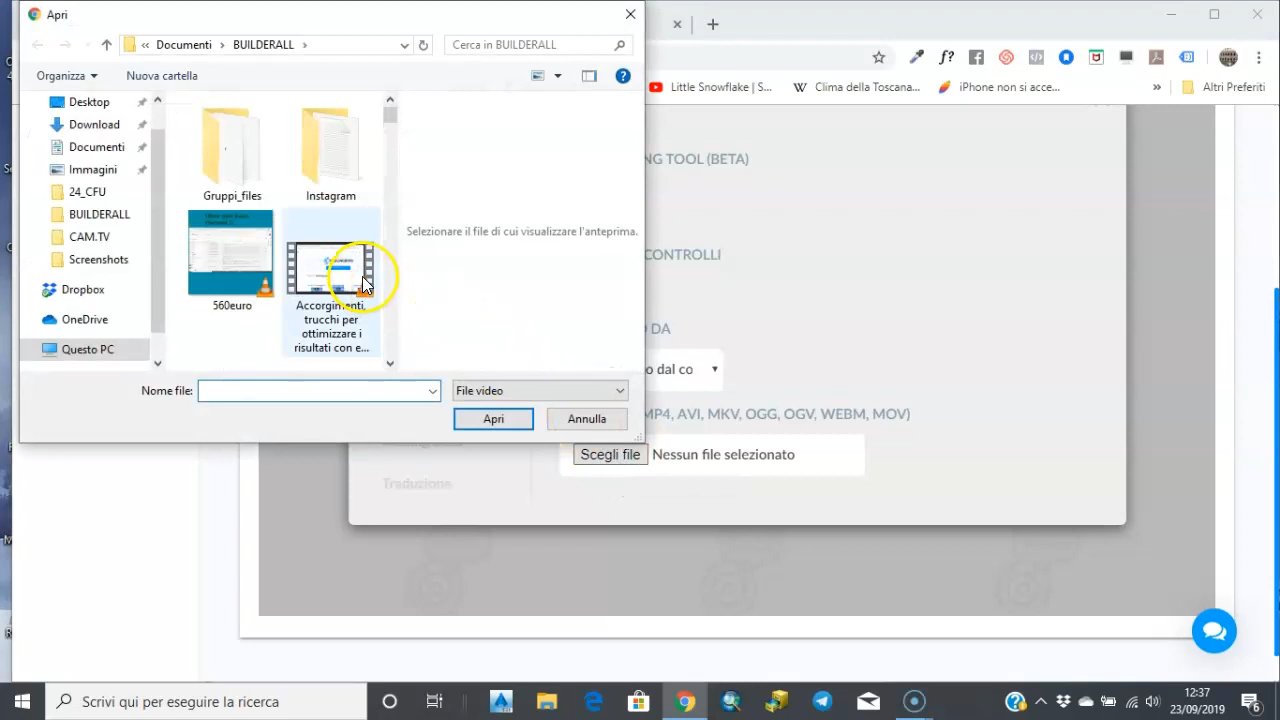 Apri
Documenti
BUILDERALL
Cerca in BUILDERALL
Organizza
Nuova cartella
Desktop
Download
Documenti
Immagini
24_CFU
BUILDERALL
CAM.TV
Screenshots
Dropbox
OneDrive
Questo PC
Gruppi_files
Instagram
560euro
Accorgimenti,
trucchi per
ottimizzare i
risultati con e...
Selezionare il file di cui visualizzare l'anteprima.
Nome file:
File video
Apri
Annulla
Little Snowflake | S...
Clima della Toscana...
iPhone non si acce...
Altri Preferiti
NG TOOL (BETA)
CONTROLLI
O DA
o dal co
MP4, AVI, MKV, OGG, OGV, WEBM, MOV)
Scegli file
Nessun file selezionato
Traduzione
Scrivi qui per eseguire la ricerca
12:37
23/09/2019
6